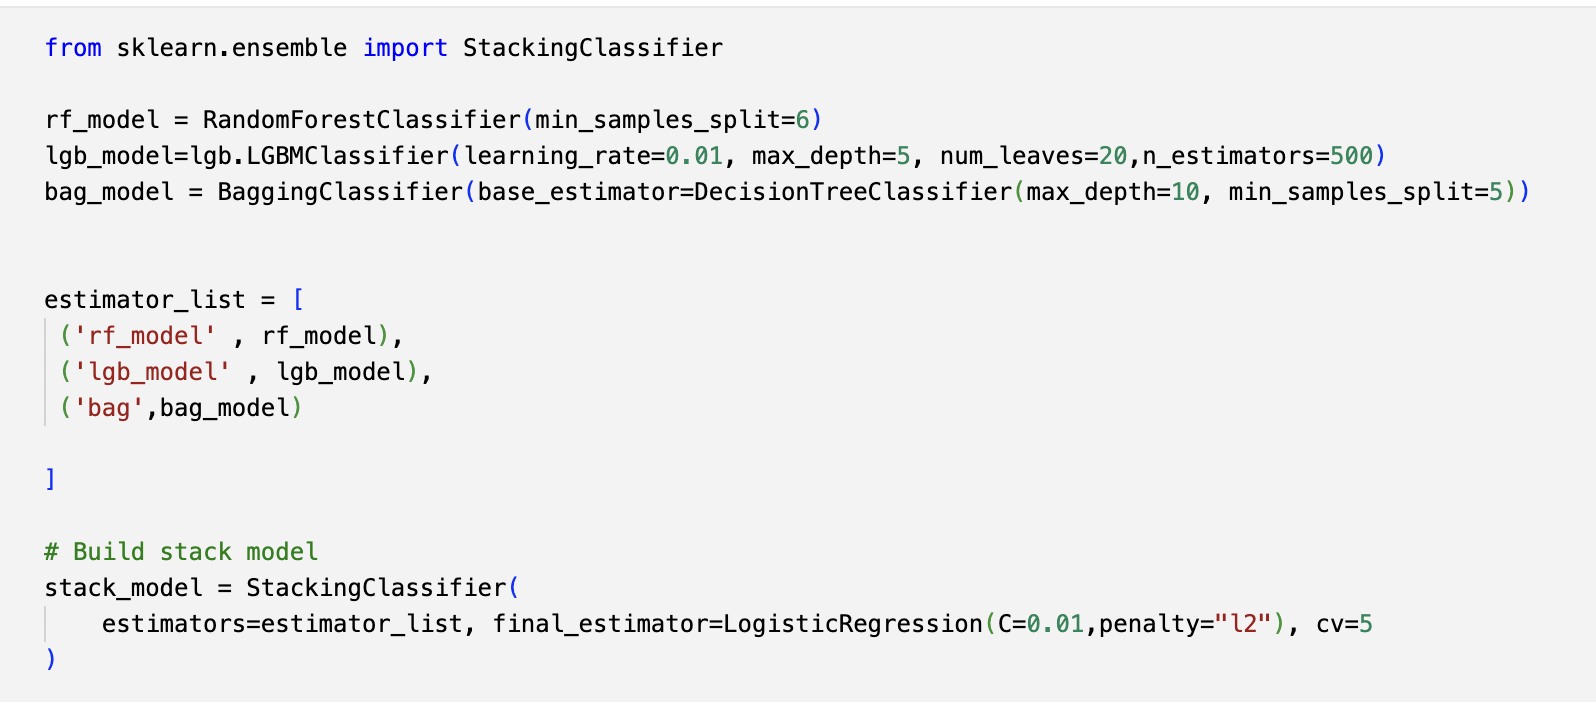 from sklearn.ensemble import StackingClassifier
rf_model = RandomForestClassifier(min_samples_split=6)
lgb_model=lgb.LGBMClassifier(learning_rate=0.01, max_depth=5, num_leaves=20,n_estimators=500)
bag_model = BaggingClassifier(base_estimator=DecisionTreeClassifier(max_depth=10, min_samples_split=5))
estimator_list = [
('rf_model' , rf_model),
('lgb_model' , lgb_model),
('bag',bag_model)
]
# Build stack model
stack_model = StackingClassifier(
estimators=estimator_list, final_estimator=LogisticRegression(C=0.01,penalty="l2"), cv=5
)